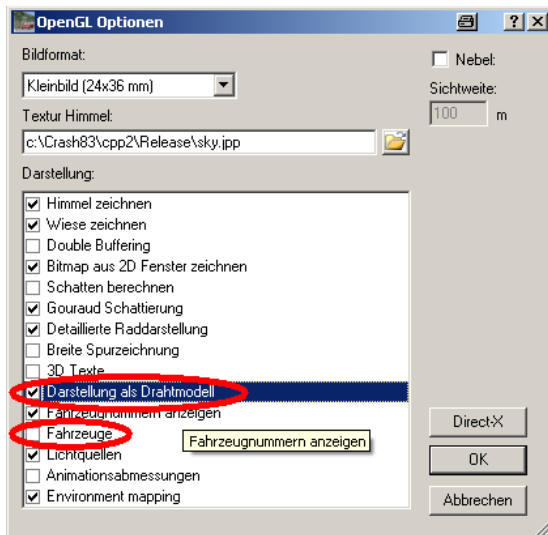 OpenGL Optionen
Bildformat:
Kleinbild (24x36 mm)
Textur Himmel:
c:\Crash83\cpp2\Release\sky.jpp
Darstellung:
Himmel zeichnen
Wiese zeichnen
Double Buffering
Bitmap aus 2D Fenster zeichnen
Schatten berechnen
Gouraud Schattierung
Detaillierte Raddarstellung
Breite Spurzeichnung
3D Texte
Darstellung als Drahtmodell
Fahrzeugnummern anzeigen
Fahrzeuge
Fahrzeugnummern anzeigen
Lichtquellen
Animationsabmessungen
Environment mapping
Nebel:
Sichtweite:
100 m
Direct-X
OK
Abbrechen